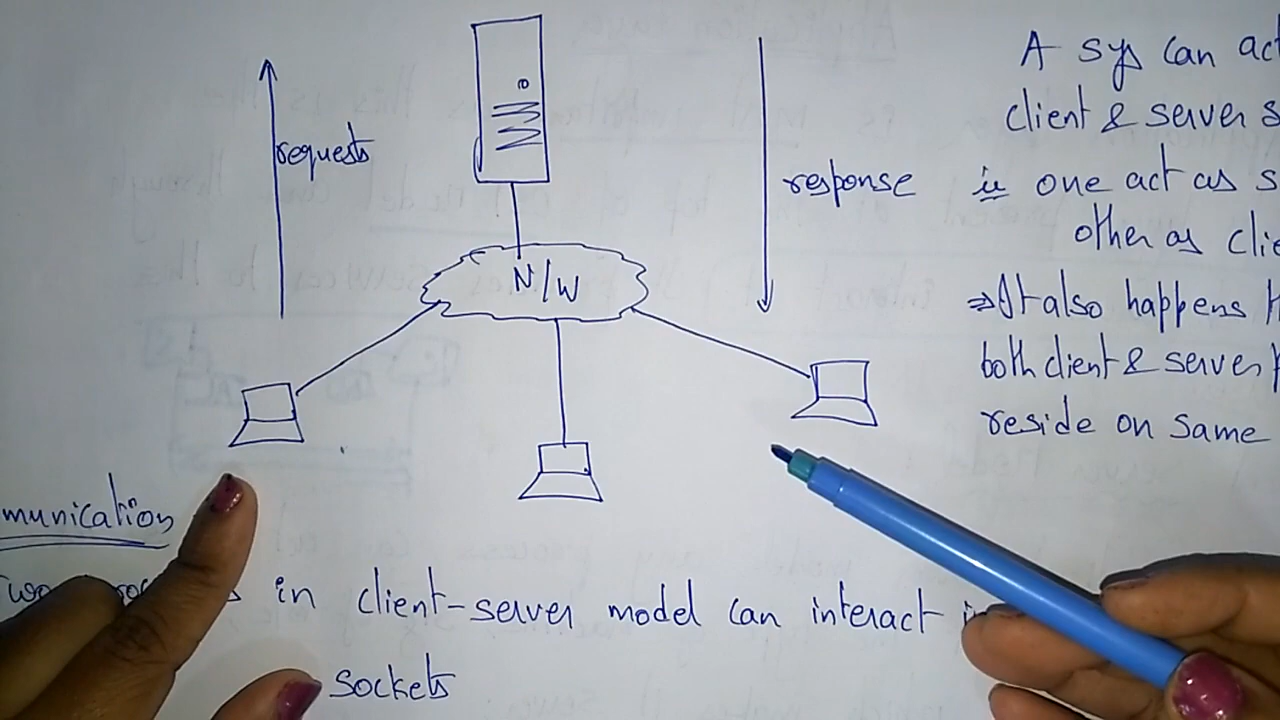 requests
response
N/W
A sys can act
client & server
ie one act as
other as
⇒ It also happens
both client & server
reside on same
munication
in client-server model can interact
sockets